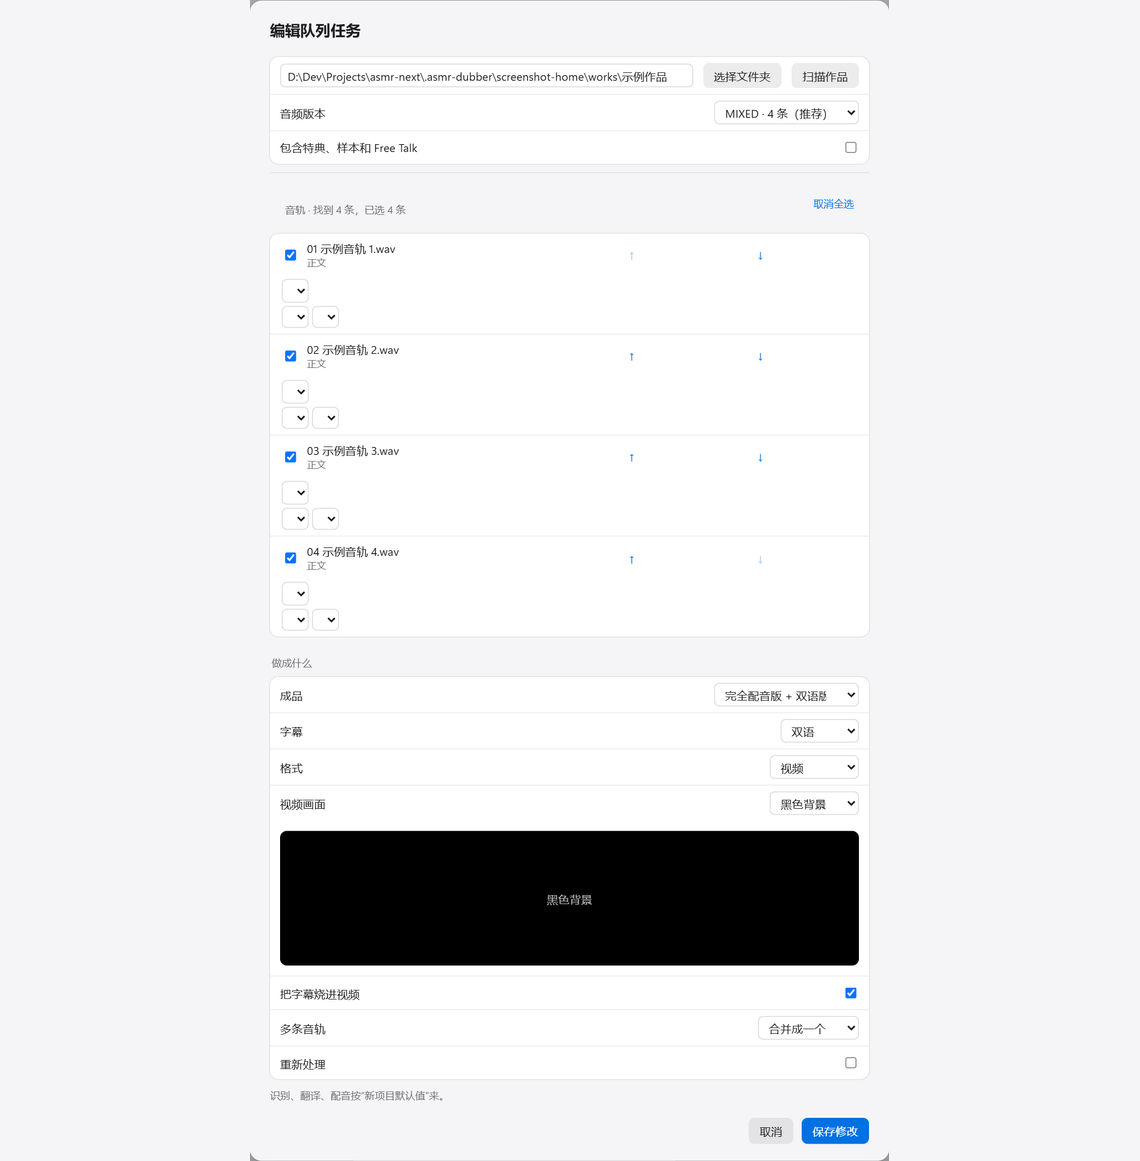 编辑队列任务
D:\Dev\Projects\asmr-next\.asmr-dubber\screenshot-home\works\示例作品 选择文件夹 扫描作品
音频版本 MIXED · 4 条（推荐）
包含特典、样本和 Free Talk
音轨 · 找到 4 条，已选 4 条 取消全选
01 示例音轨 1.wav ↑ ↓
正文
02 示例音轨 2.wav ↑ ↓
正文
03 示例音轨 3.wav ↑ ↓
正文
04 示例音轨 4.wav ↑ ↓
正文
做成什么
成品 完全配音版 + 双语
字幕 双语
格式 视频
视频画面 黑色背景
黑色背景
把字幕烧进视频
多条音轨 合并成一个
重新处理
识别、翻译、配音按“新项目默认值”来。
取消 保存修改